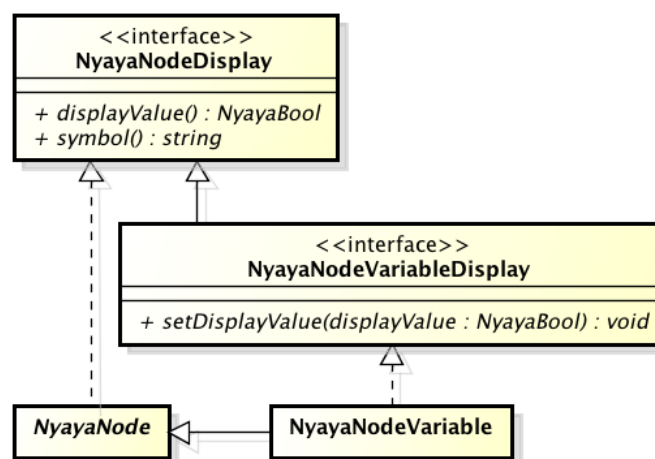 <<interface>>
NyayaNodeDisplay
+ displayValue() : NyayaBool
+ symbol() : string
<<interface>>
NyayaNodeVariableDisplay
+ setDisplayValue(displayValue : NyayaBool) : void
NyayaNode
NyayaNodeVariable